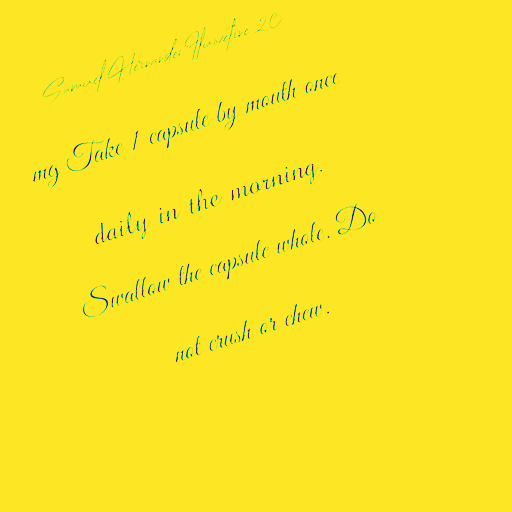 Samuel Hernandez Fluoxetine 20
mg Take 1 capsule by mouth once
daily in the morning.
Swallow the capsule whole. Do
not crush or chew.